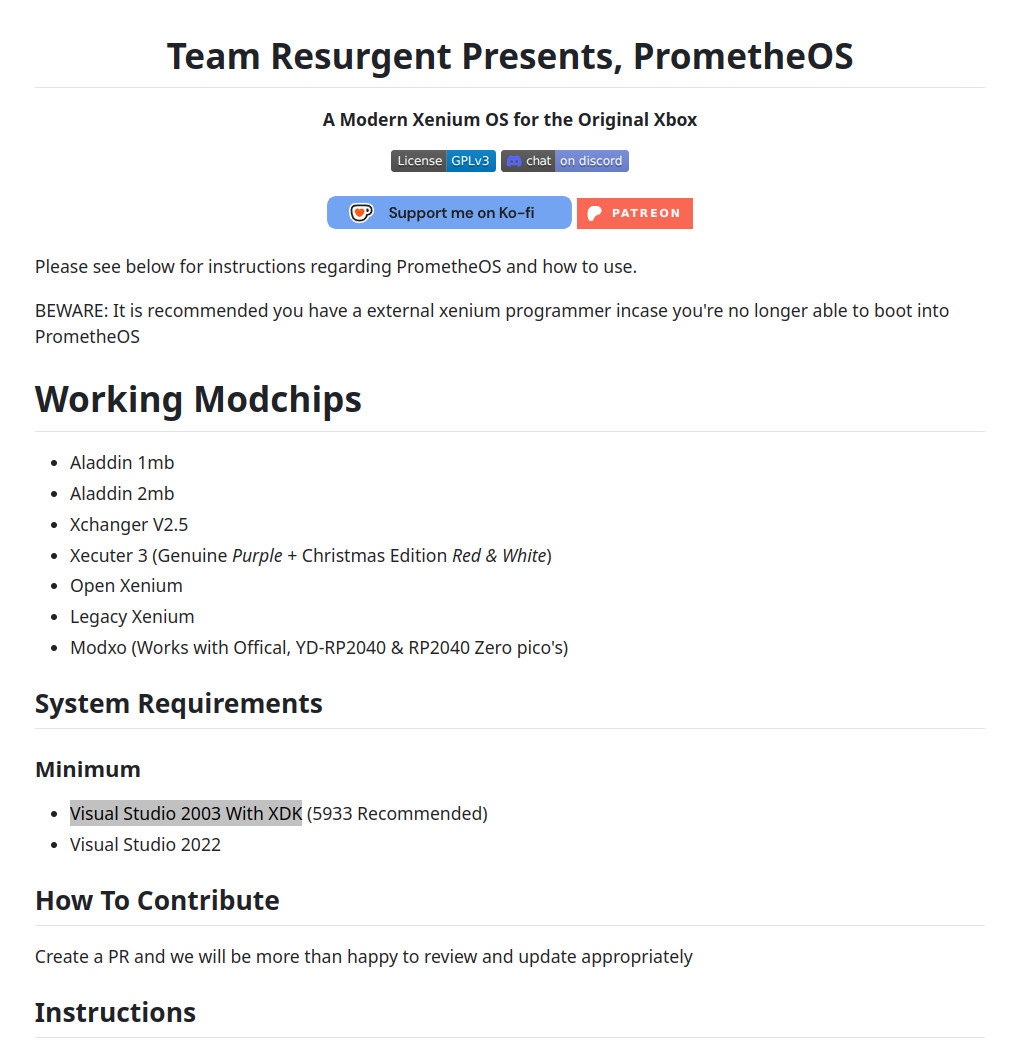 Team Resurgent Presents, PrometheOS
A Modern Xenium OS for the Original Xbox
License GPLv3 chat on discord
Support me on Ko-fi PATREON
Please see below for instructions regarding PrometheOS and how to use.
BEWARE: It is recommended you have a external xenium programmer incase you're no longer able to boot into
PrometheOS
Working Modchips
Aladdin 1mb
Aladdin 2mb
Xchanger V2.5
Xecuter 3 (Genuine Purple + Christmas Edition Red & White)
Open Xenium
Legacy Xenium
Modxo (Works with Offical, YD-RP2040 & RP2040 Zero pico's)
System Requirements
Minimum
Visual Studio 2003 With XDK (5933 Recommended)
Visual Studio 2022
How To Contribute
Create a PR and we will be more than happy to review and update appropriately
Instructions